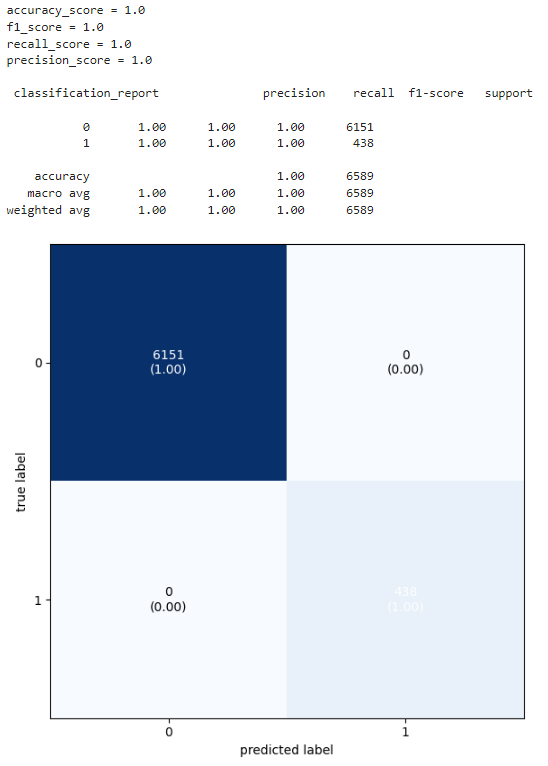 accuracy_score = 1.0
f1_score = 1.0
recall_score = 1.0
precision_score = 1.0
classification_report precision recall f1-score support
0 1.00 1.00 1.00 6151
1 1.00 1.00 1.00 438
accuracy 1.00 6589
macro avg 1.00 1.00 1.00 6589
weighted avg 1.00 1.00 1.00 6589
6151 0
(1.00) (0.00)
0
true label
0 438
(0.00) (1.00)
1
0 1
predicted label